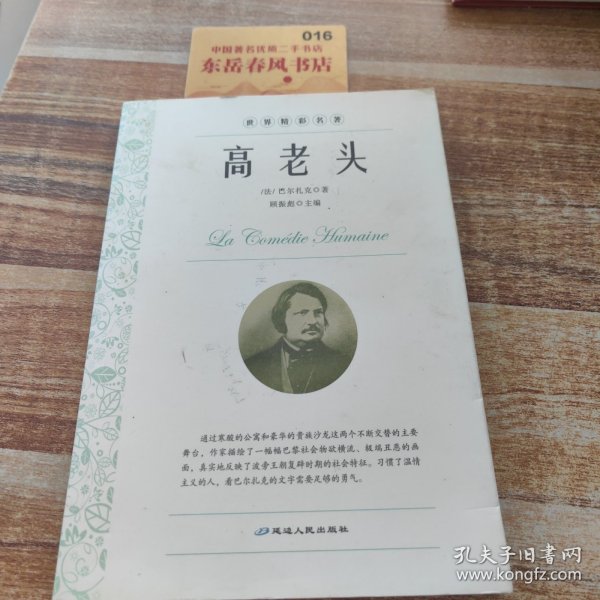 016
中国著名优质二手书店
东岳春风书店
世界精彩名著
高老头
/法/ 巴尔扎克◎著
顾振彪◎主编
La Comédie Humaine
通过寒酸的公寓和豪华的贵族沙龙这两个不断交替的主要
舞台，作家描绘了一幅幅巴黎社会物欲横流、极端丑恶的画
面，真实地反映了波旁王朝复辟时期的社会特征。习惯了温情
主义的人，看巴尔扎克的文字需要足够的勇气。
延边人民出版社
孔夫子旧书网
www.kongfz.com